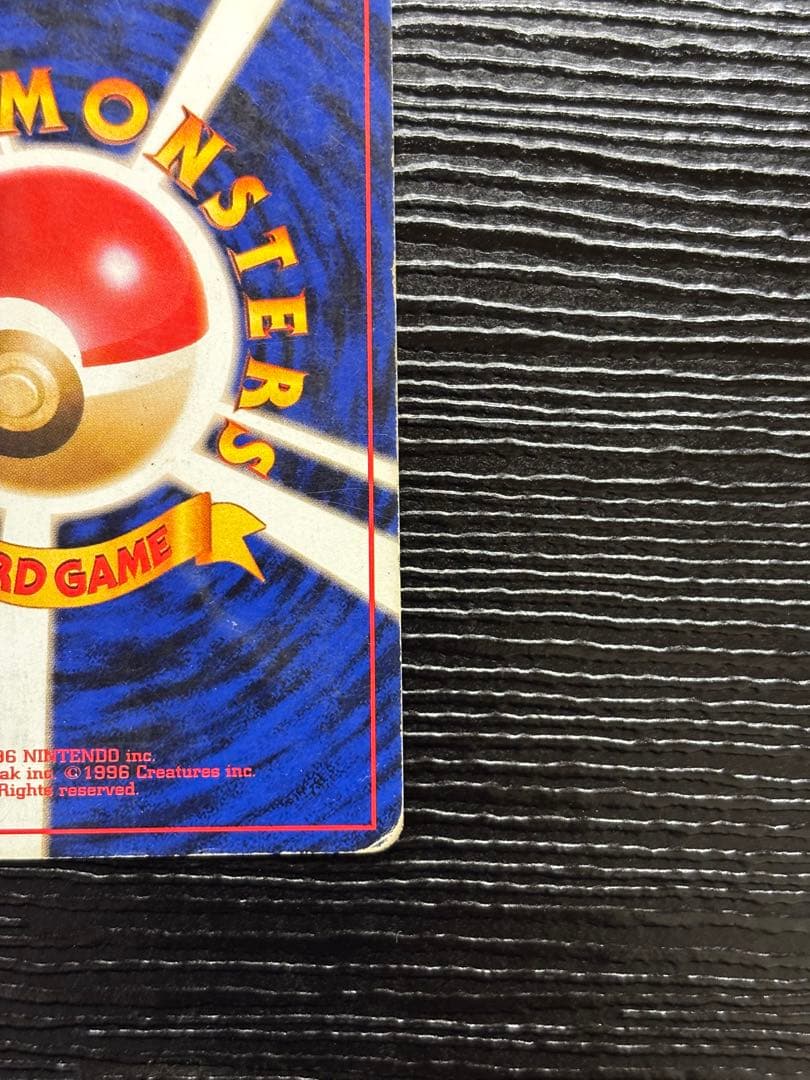 MONSTERS
RD GAME
96 NINTENDO inc.
ak inc. ©1996 Creatures inc.
Rights reserved.